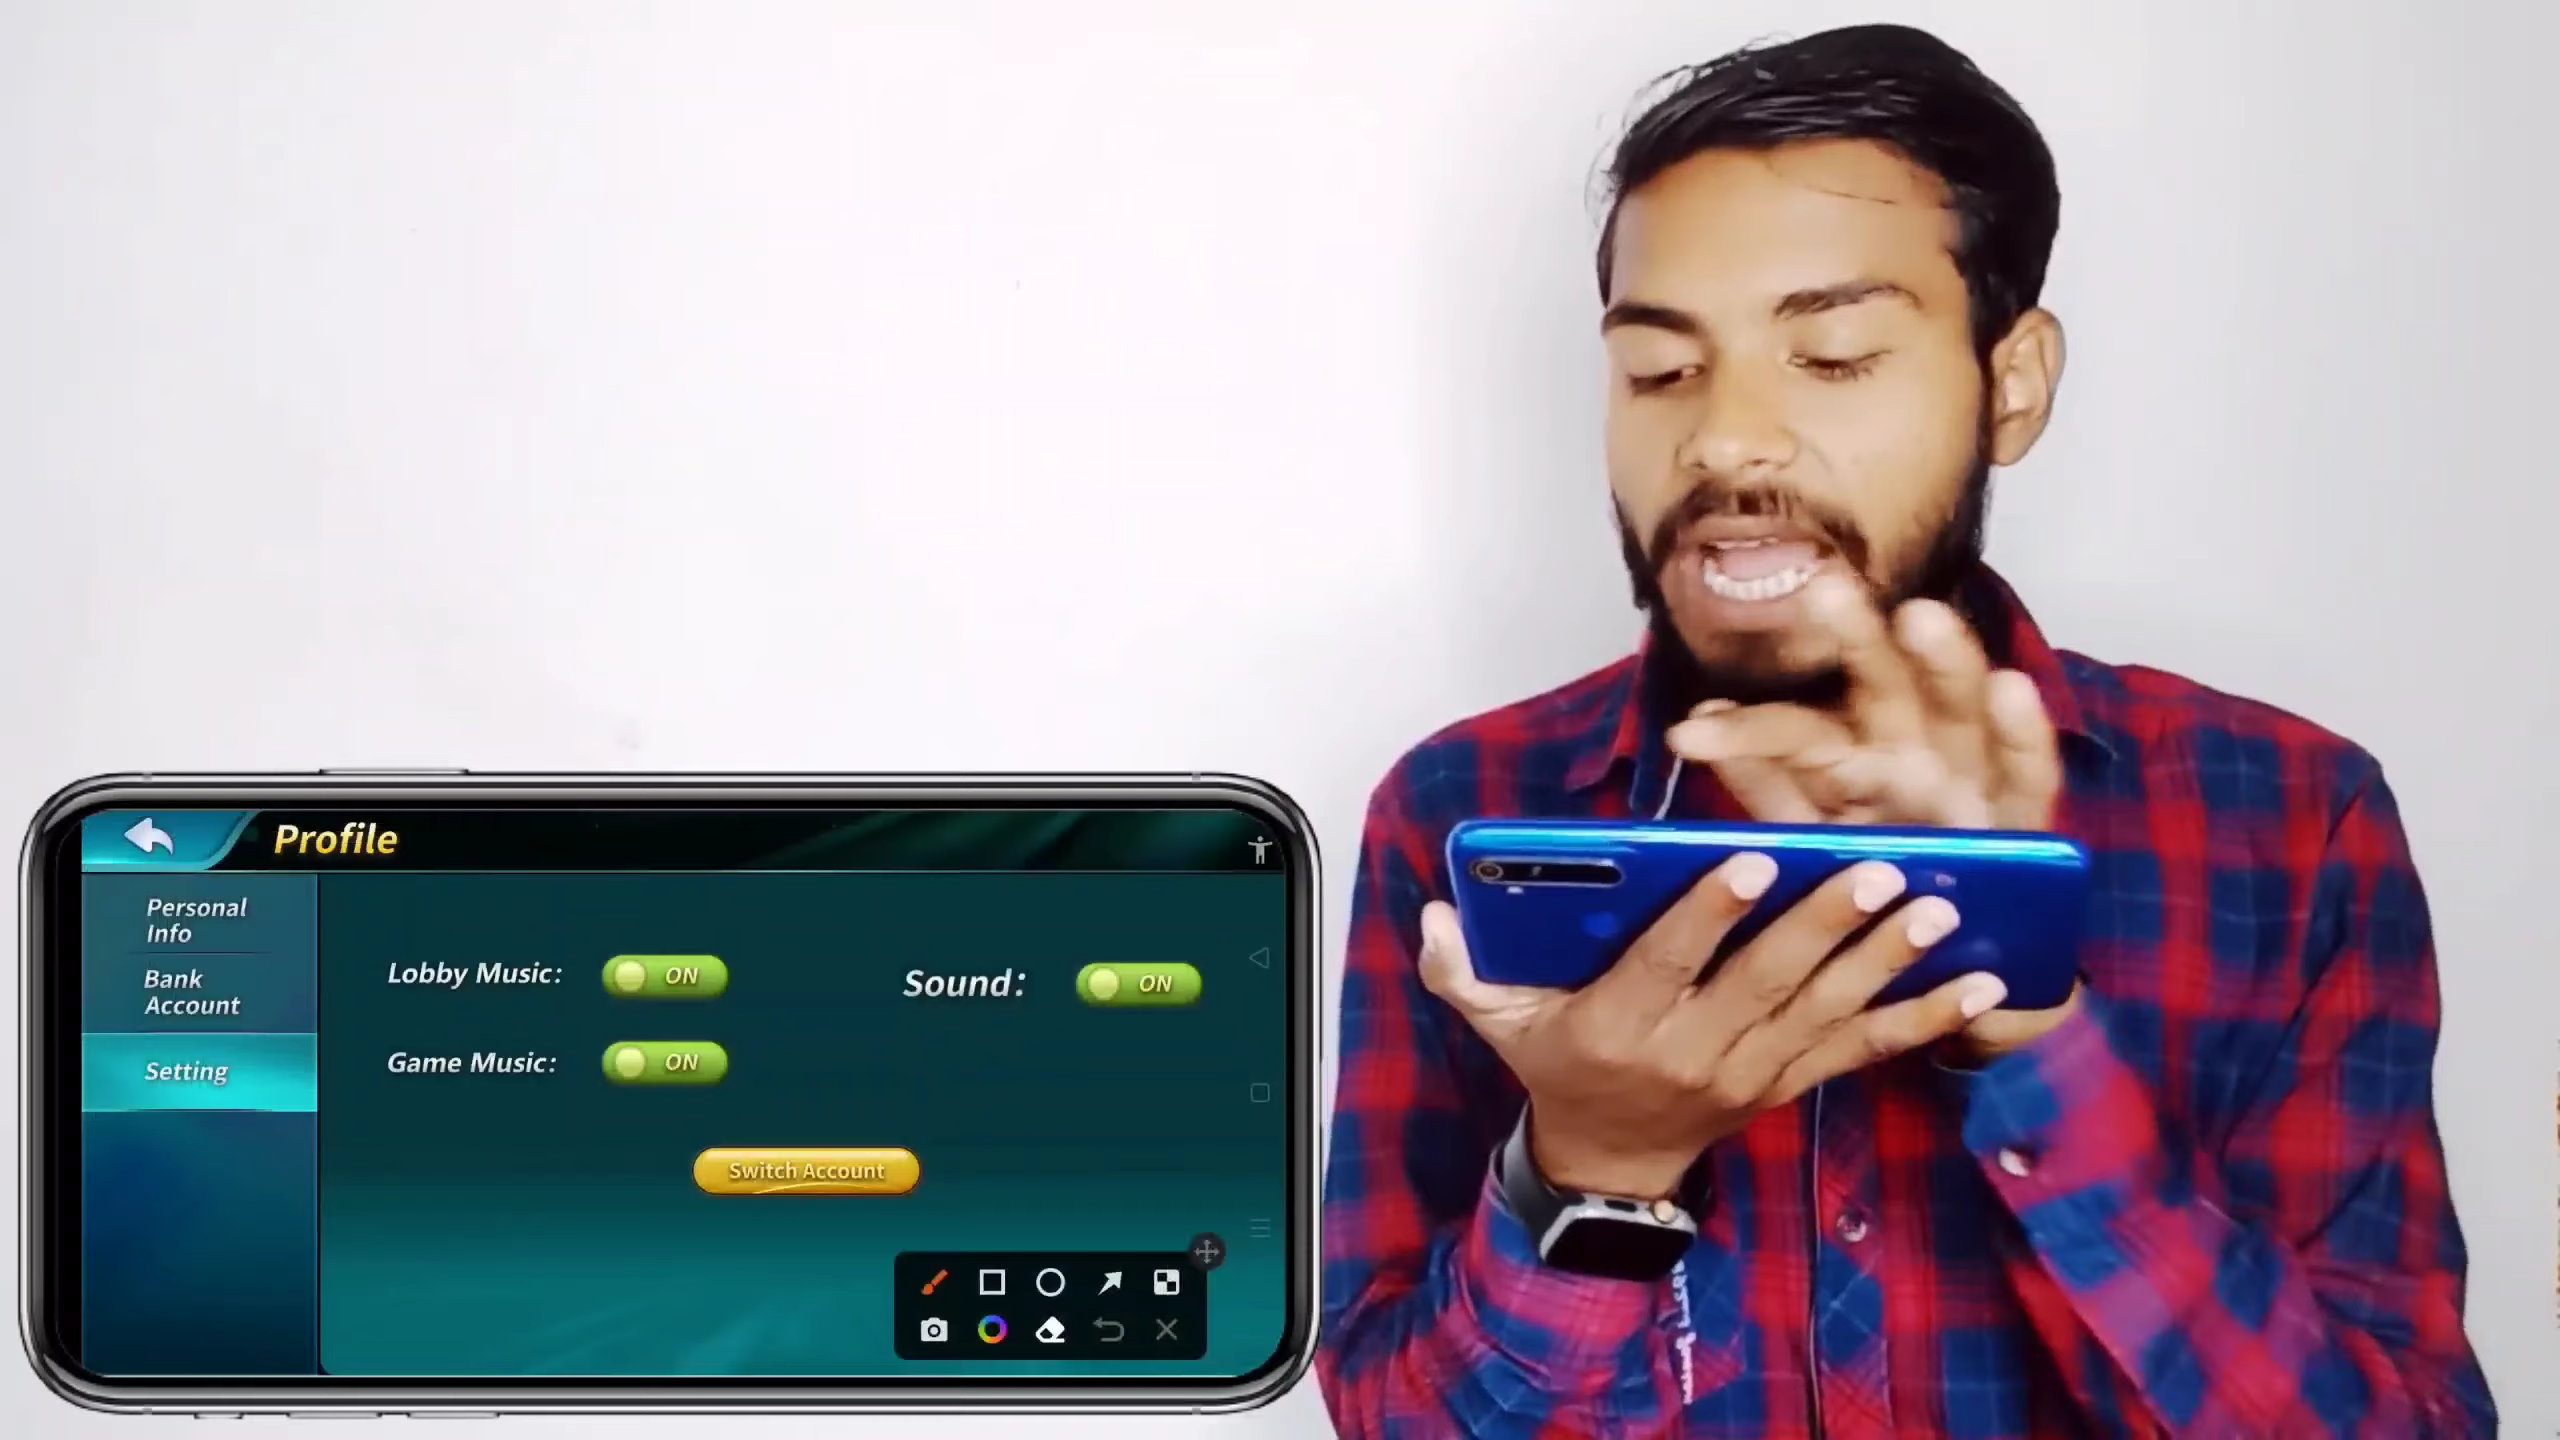 Profile
Personal
Info
Bank
Account
Setting
Lobby Music:
ON
Sound:
ON
Game Music:
ON
Switch Account